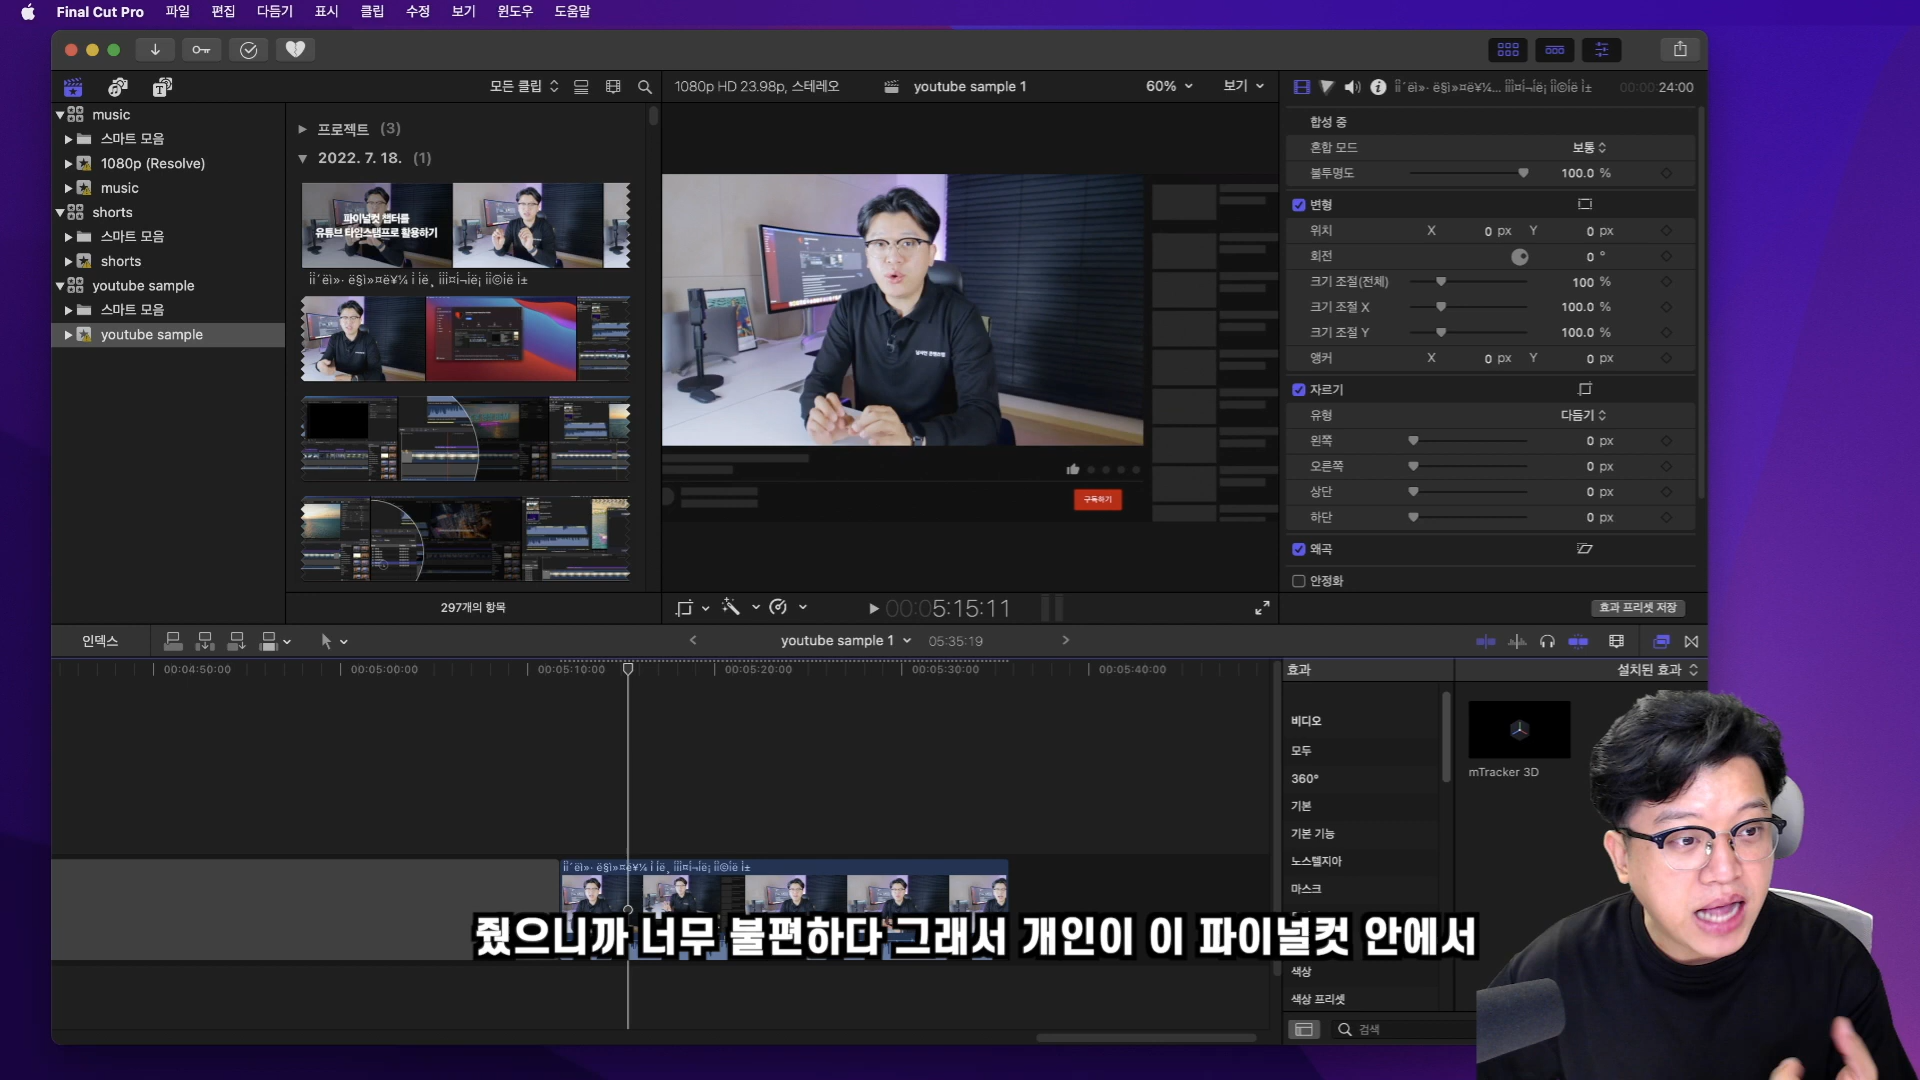 Final Cut Pro 파일 편집 다듬기 표시 클립 수정 보기 윈도우 도움말
모든 클립
1080p HD 23.98p, 스테레오
youtube sample 1
60%
보기
00:00 24:00
music
스마트 모음
1080p (Resolve)
music
shorts
스마트 모음
shorts
youtube sample
스마트 모음
youtube sample
프로젝트 (3)
2022. 7. 18. (1)
파이널컷 챕터를
유튜브 타임스탬프로 활용하기
297개의 항목
구독하기
00:05:15:11
합성 중
혼합 모드 보통
불투명도 100.0 %
변형
위치 X 0 px Y 0 px
회전 0 °
크기 조절(전체) 100 %
크기 조절 X 100.0 %
크기 조절 Y 100.0 %
앵커 X 0 px Y 0 px
자르기
유형 다듬기
왼쪽 0 px
오른쪽 0 px
상단 0 px
하단 0 px
왜곡
안정화
효과 프리셋 저장
인덱스
youtube sample 1 05:35:19
00:04:50:00 00:05:00:00 00:05:10:00 00:05:20:00 00:05:30:00 00:05:40:00
효과
설치된 효과
비디오
모두
360°
기본
기본 기능
노스텔지아
마스크
색상
색상 프리셋
검색
mTracker 3D
줬으니까 너무 불편하다 그래서 개인이 이 파이널컷 안에서